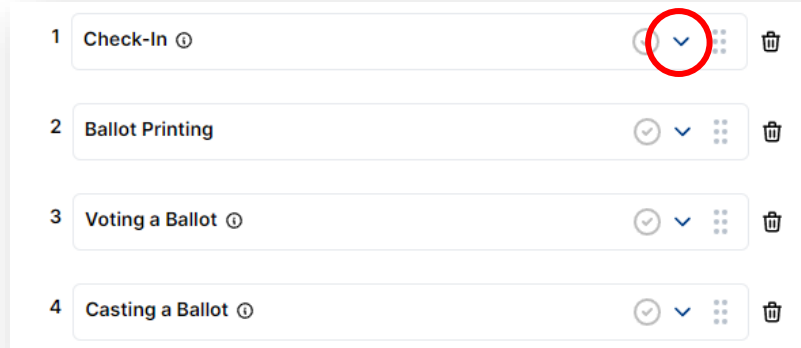 1 Check-In
2 Ballot Printing
3 Voting a Ballot
4 Casting a Ballot